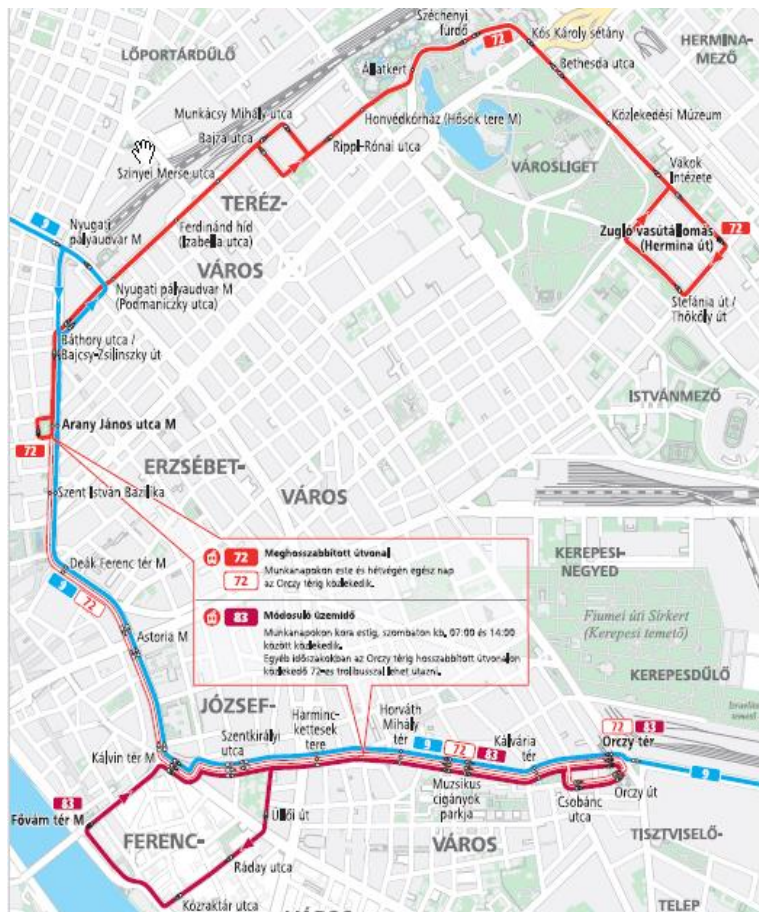 Széchenyi
fürdő
72
Kós Károly sétány
LŐPORTÁRDŰLŐ
HERMINA-
MEZŐ
Állatkert
Bethesda utca
Munkácsy Mihály utca
Honvédkórház (Hősök tere M)
Közlekedési Múzeum
Bajza utca
Rippl-Rónai utca
VÁROSLIGET
Vakok
Intézete
Szinyei Merse utca
TERÉZ-
9
Nyugati
pályaudvar M
Ferdinánd híd
(Izabella utca)
Zugló vasútállomás
(Hermina út)
72
VÁROS
Nyugati pályaudvar M
(Podmaniczky utca)
Stefánia út /
Thököly út
Báthory utca /
Bajcsy-Zsilinszky út
ISTVÁNMEZŐ
Arany János utca M
72
ERZSÉBET-
VÁROS
Szent István Bazilika
72 Meghosszabbított útvonal
72 Munkanapokon este és hétvégén egész nap
az Orczy térig közlekedik.
83 Módosuló üzemidő
Munkanapokon kora estig, szombaton kb. 07:00 és 14:00
között közlekedik.
Egyéb időszakokban az Orczy térig hosszabbított útvonalon
közlekedő 72-es trolibusszal lehet utazni.
KEREPESI-
NEGYED
Deák Ferenc tér M
9
72
Fiumei úti Sírkert
(Kerepesi temető)
Astoria M
KEREPESDŰLŐ
JÓZSEF-
Izraelita
temető
Szentkirályi
utca
Harminc-
kettesek
tere
Horváth
Mihály
tér
9
72
83
Kálvária
tér
72
83
Orczy tér
Kálvin tér M
9
83
Muzsikus
cigányok
parkja
Csobánc
utca
Orczy út
Fővám tér M
FERENC-
Üllői út
VÁROS
TISZTVISELŐ-
Ráday utca
Közraktár utca
TELEP